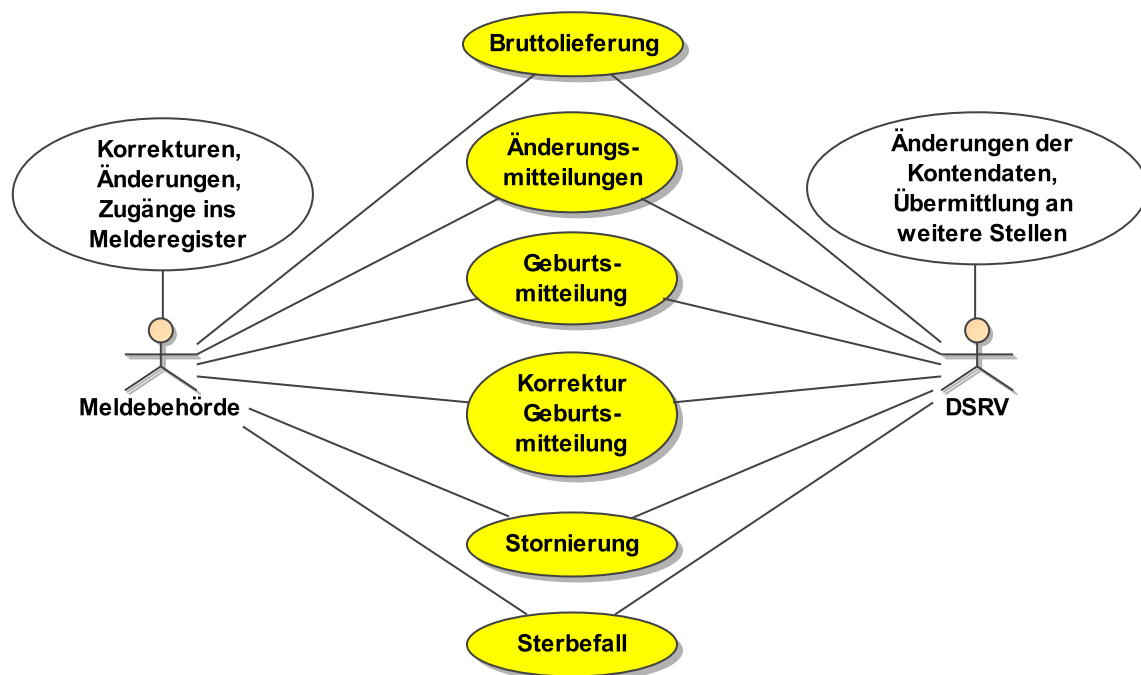 Bruttolieferung
Korrekturen,
Änderungen,
Zugänge ins
Melderegister
Änderungs-
mitteilungen
Änderungen der
Kontendaten,
Übermittlung an
weitere Stellen
Geburts-
mitteilung
Meldebehörde
Korrektur
Geburts-
mitteilung
DSRV
Stornierung
Sterbefall